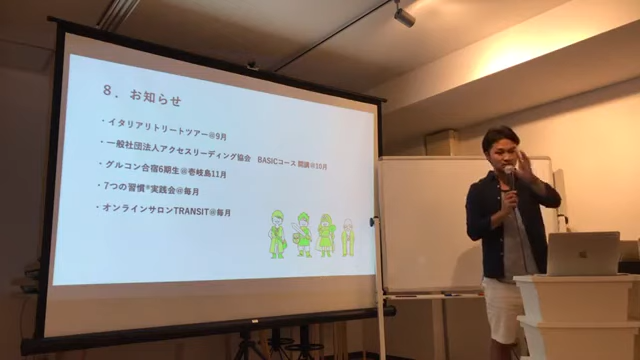 ８．お知らせ
・イタリアリトリートツアー@9月
・一般社団法人アクセスリーディング協会　BASICコース 開講@10月
・グルコン合宿6期生@壱岐島11月
・7つの習慣®実践会@毎月
・オンラインサロンTRANSIT@毎月